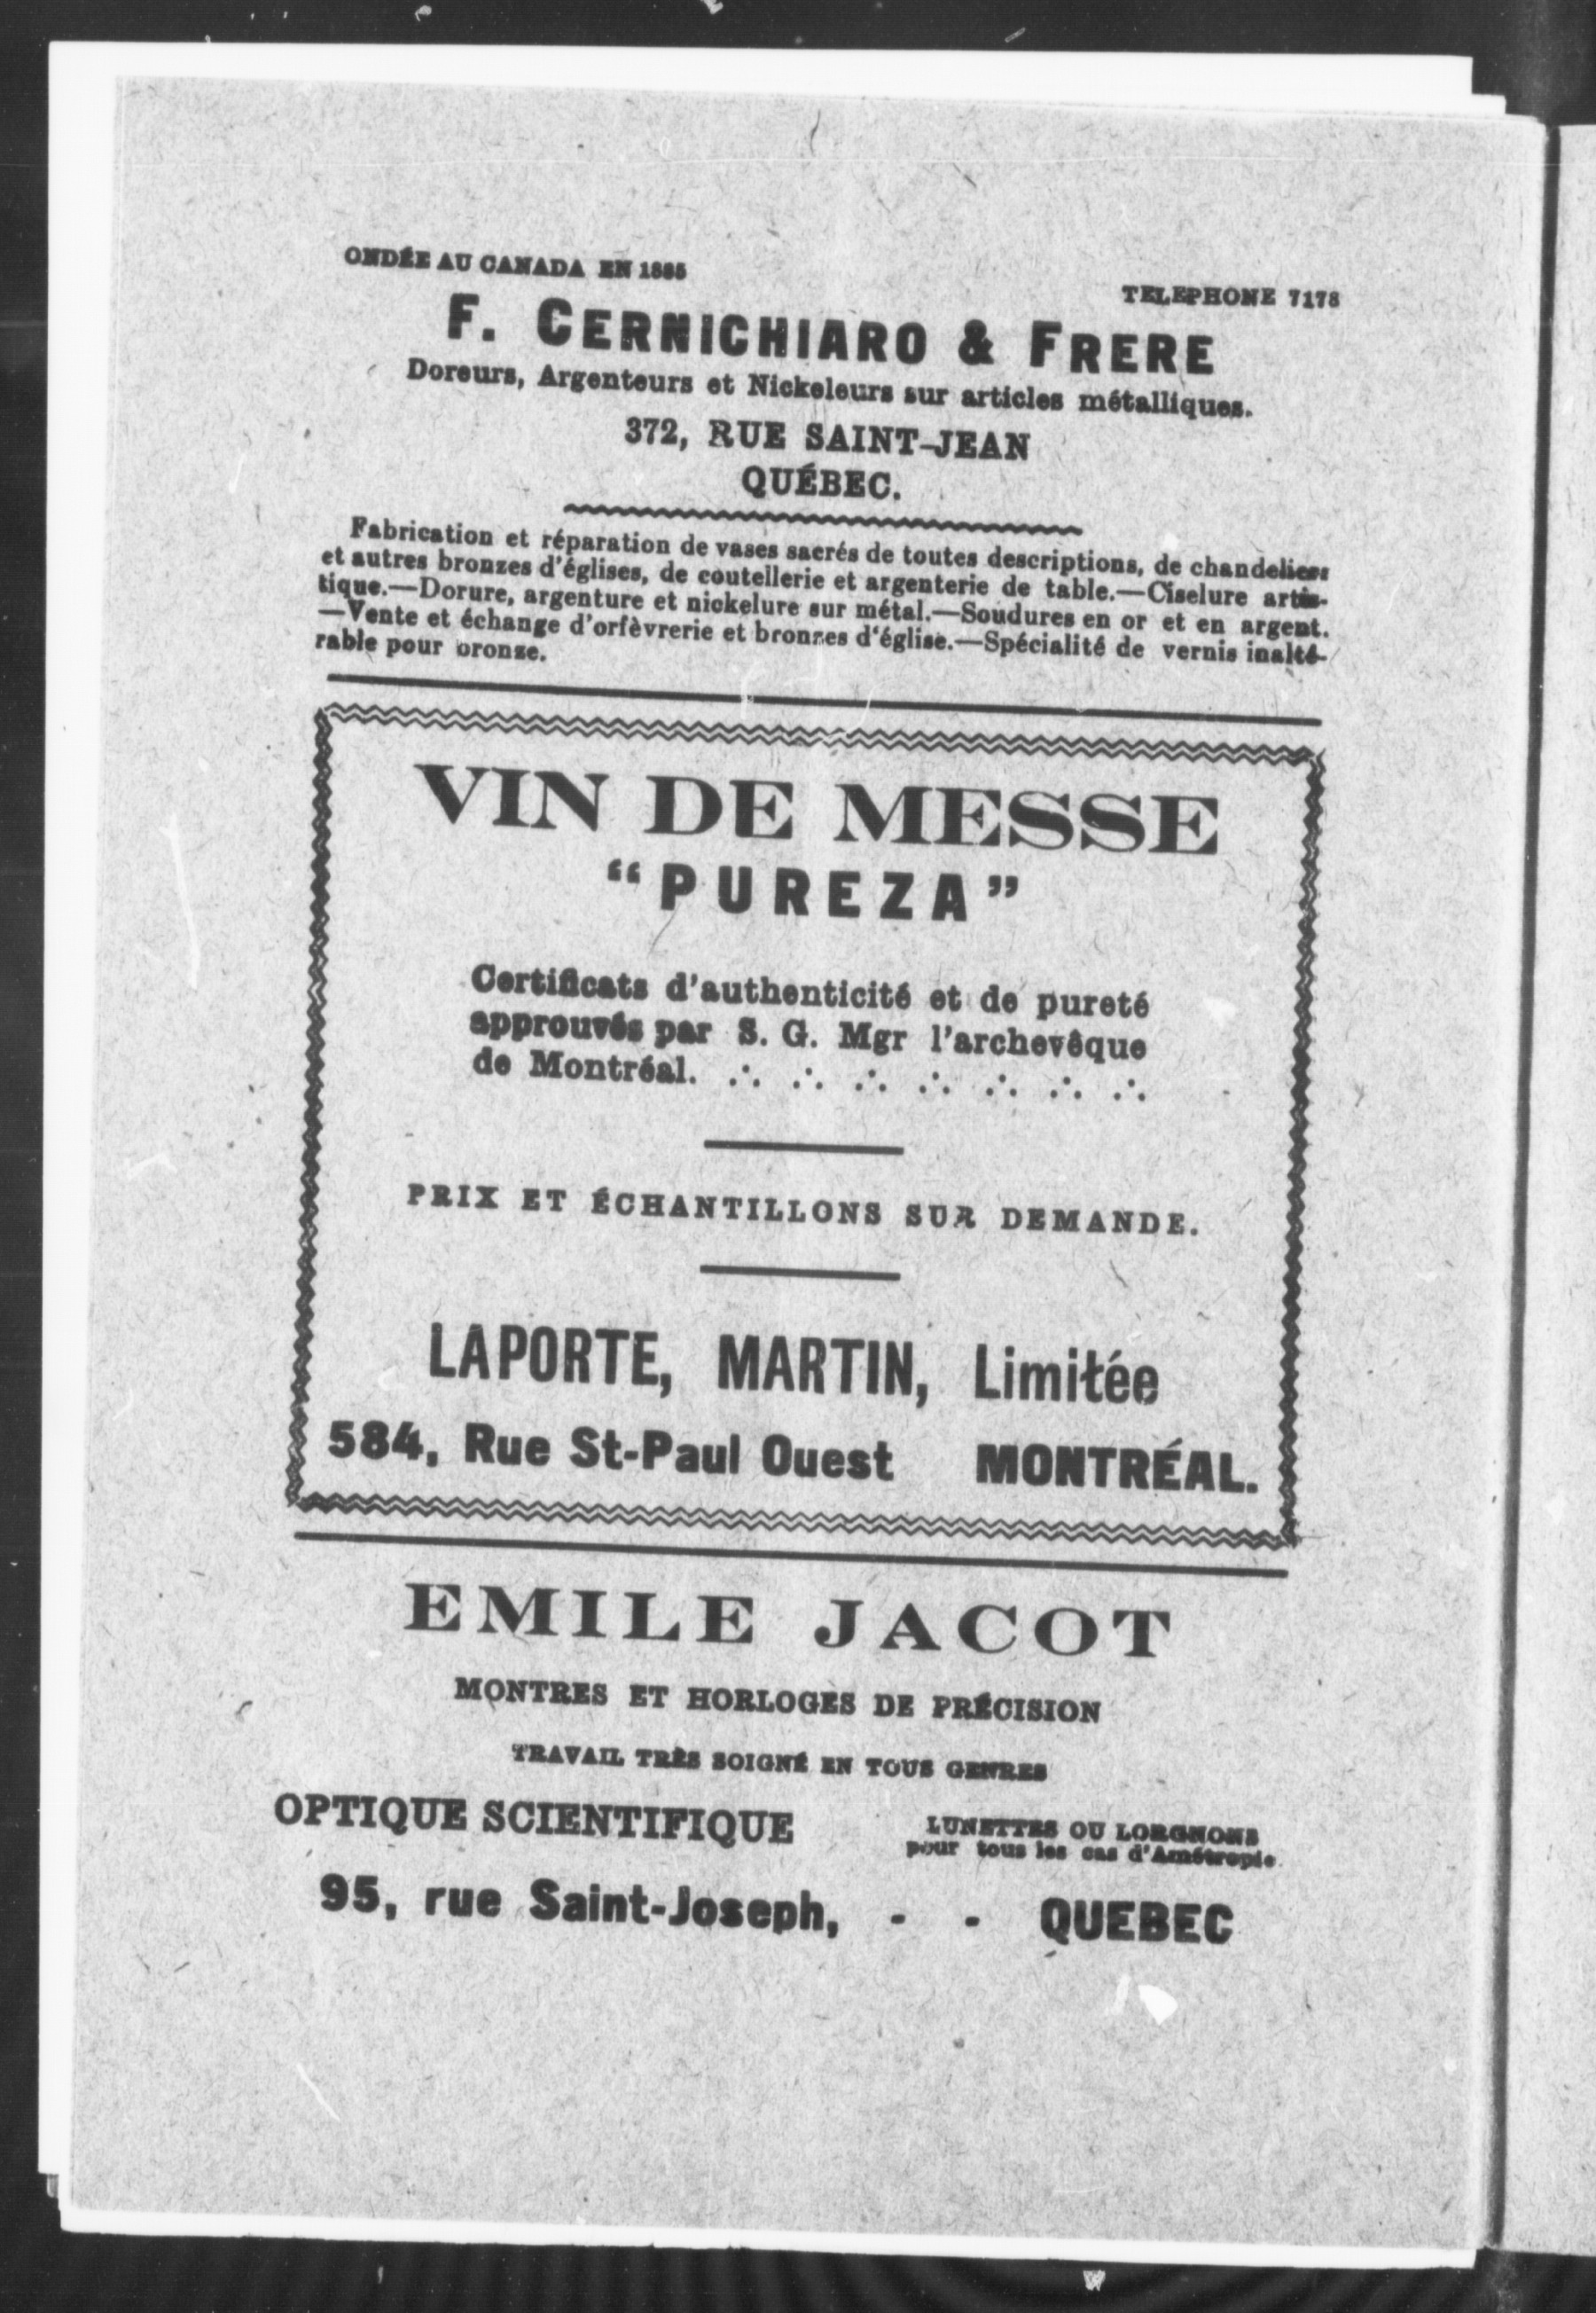 ONDÉE AU CANADA EN 1885
TELEPHONE 7178
F. CERNICHIARO & FRERE
Doreurs, Argenteurs et Nickeleurs sur articles métalliques.
372, RUE SAINT-JEAN
QUÉBEC.
Fabrication et réparation de vases sacrés de toutes descriptions, de chandeliers
et autres bronzes d'églises, de coutellerie et argenterie de table.—Ciselure artis-
tique.—Dorure, argenture et nickelure sur métal.—Soudures en or et en argent.
—Vente et échange d'orfèvrerie et bronzes d'église.—Spécialité de vernis inalté-
rable pour bronze.
VIN DE MESSE
“PUREZA”
Certificats d'authenticité et de pureté
approuvés par S. G. Mgr l'archevêque
de Montréal. ∴ ∴ ∴ ∴ ∴ ∴ ∴
PRIX ET ÉCHANTILLONS SUR DEMANDE.
LAPORTE, MARTIN, Limitée
584, Rue St-Paul Ouest MONTRÉAL.
EMILE JACOT
MONTRES ET HORLOGES DE PRÉCISION
TRAVAIL TRÈS SOIGNÉ EN TOUS GENRES
OPTIQUE SCIENTIFIQUE
LUNETTES OU LORGNONS
pour tous les cas d'Amétropie.
95, rue Saint-Joseph, - - QUEBEC